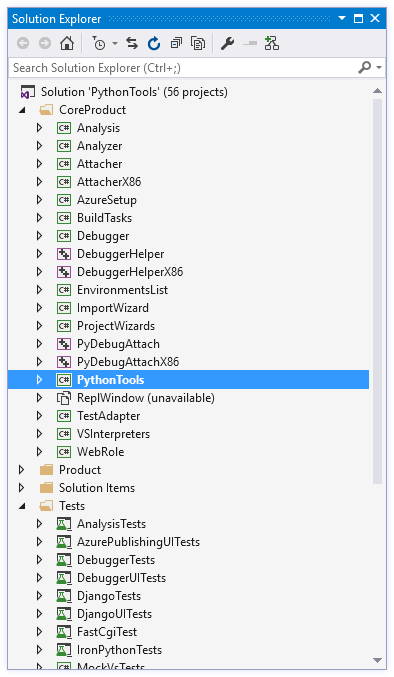 Solution Explorer
Search Solution Explorer (Ctrl+;)
Solution 'PythonTools' (56 projects)
CoreProduct
C# Analysis
C# Analyzer
C# Attacher
C# AttacherX86
C# AzureSetup
C# BuildTasks
C# Debugger
DebuggerHelper
DebuggerHelperX86
C# EnvironmentsList
C# ImportWizard
C# ProjectWizards
PyDebugAttach
PyDebugAttachX86
C# PythonTools
ReplWindow (unavailable)
C# TestAdapter
C# VSInterpreters
C# WebRole
Product
Solution Items
Tests
AnalysisTests
AzurePublishingUITests
DebuggerTests
DebuggerUITests
DjangoTests
DjangoUITests
FastCgiTest
IronPythonTests
MockVsTests